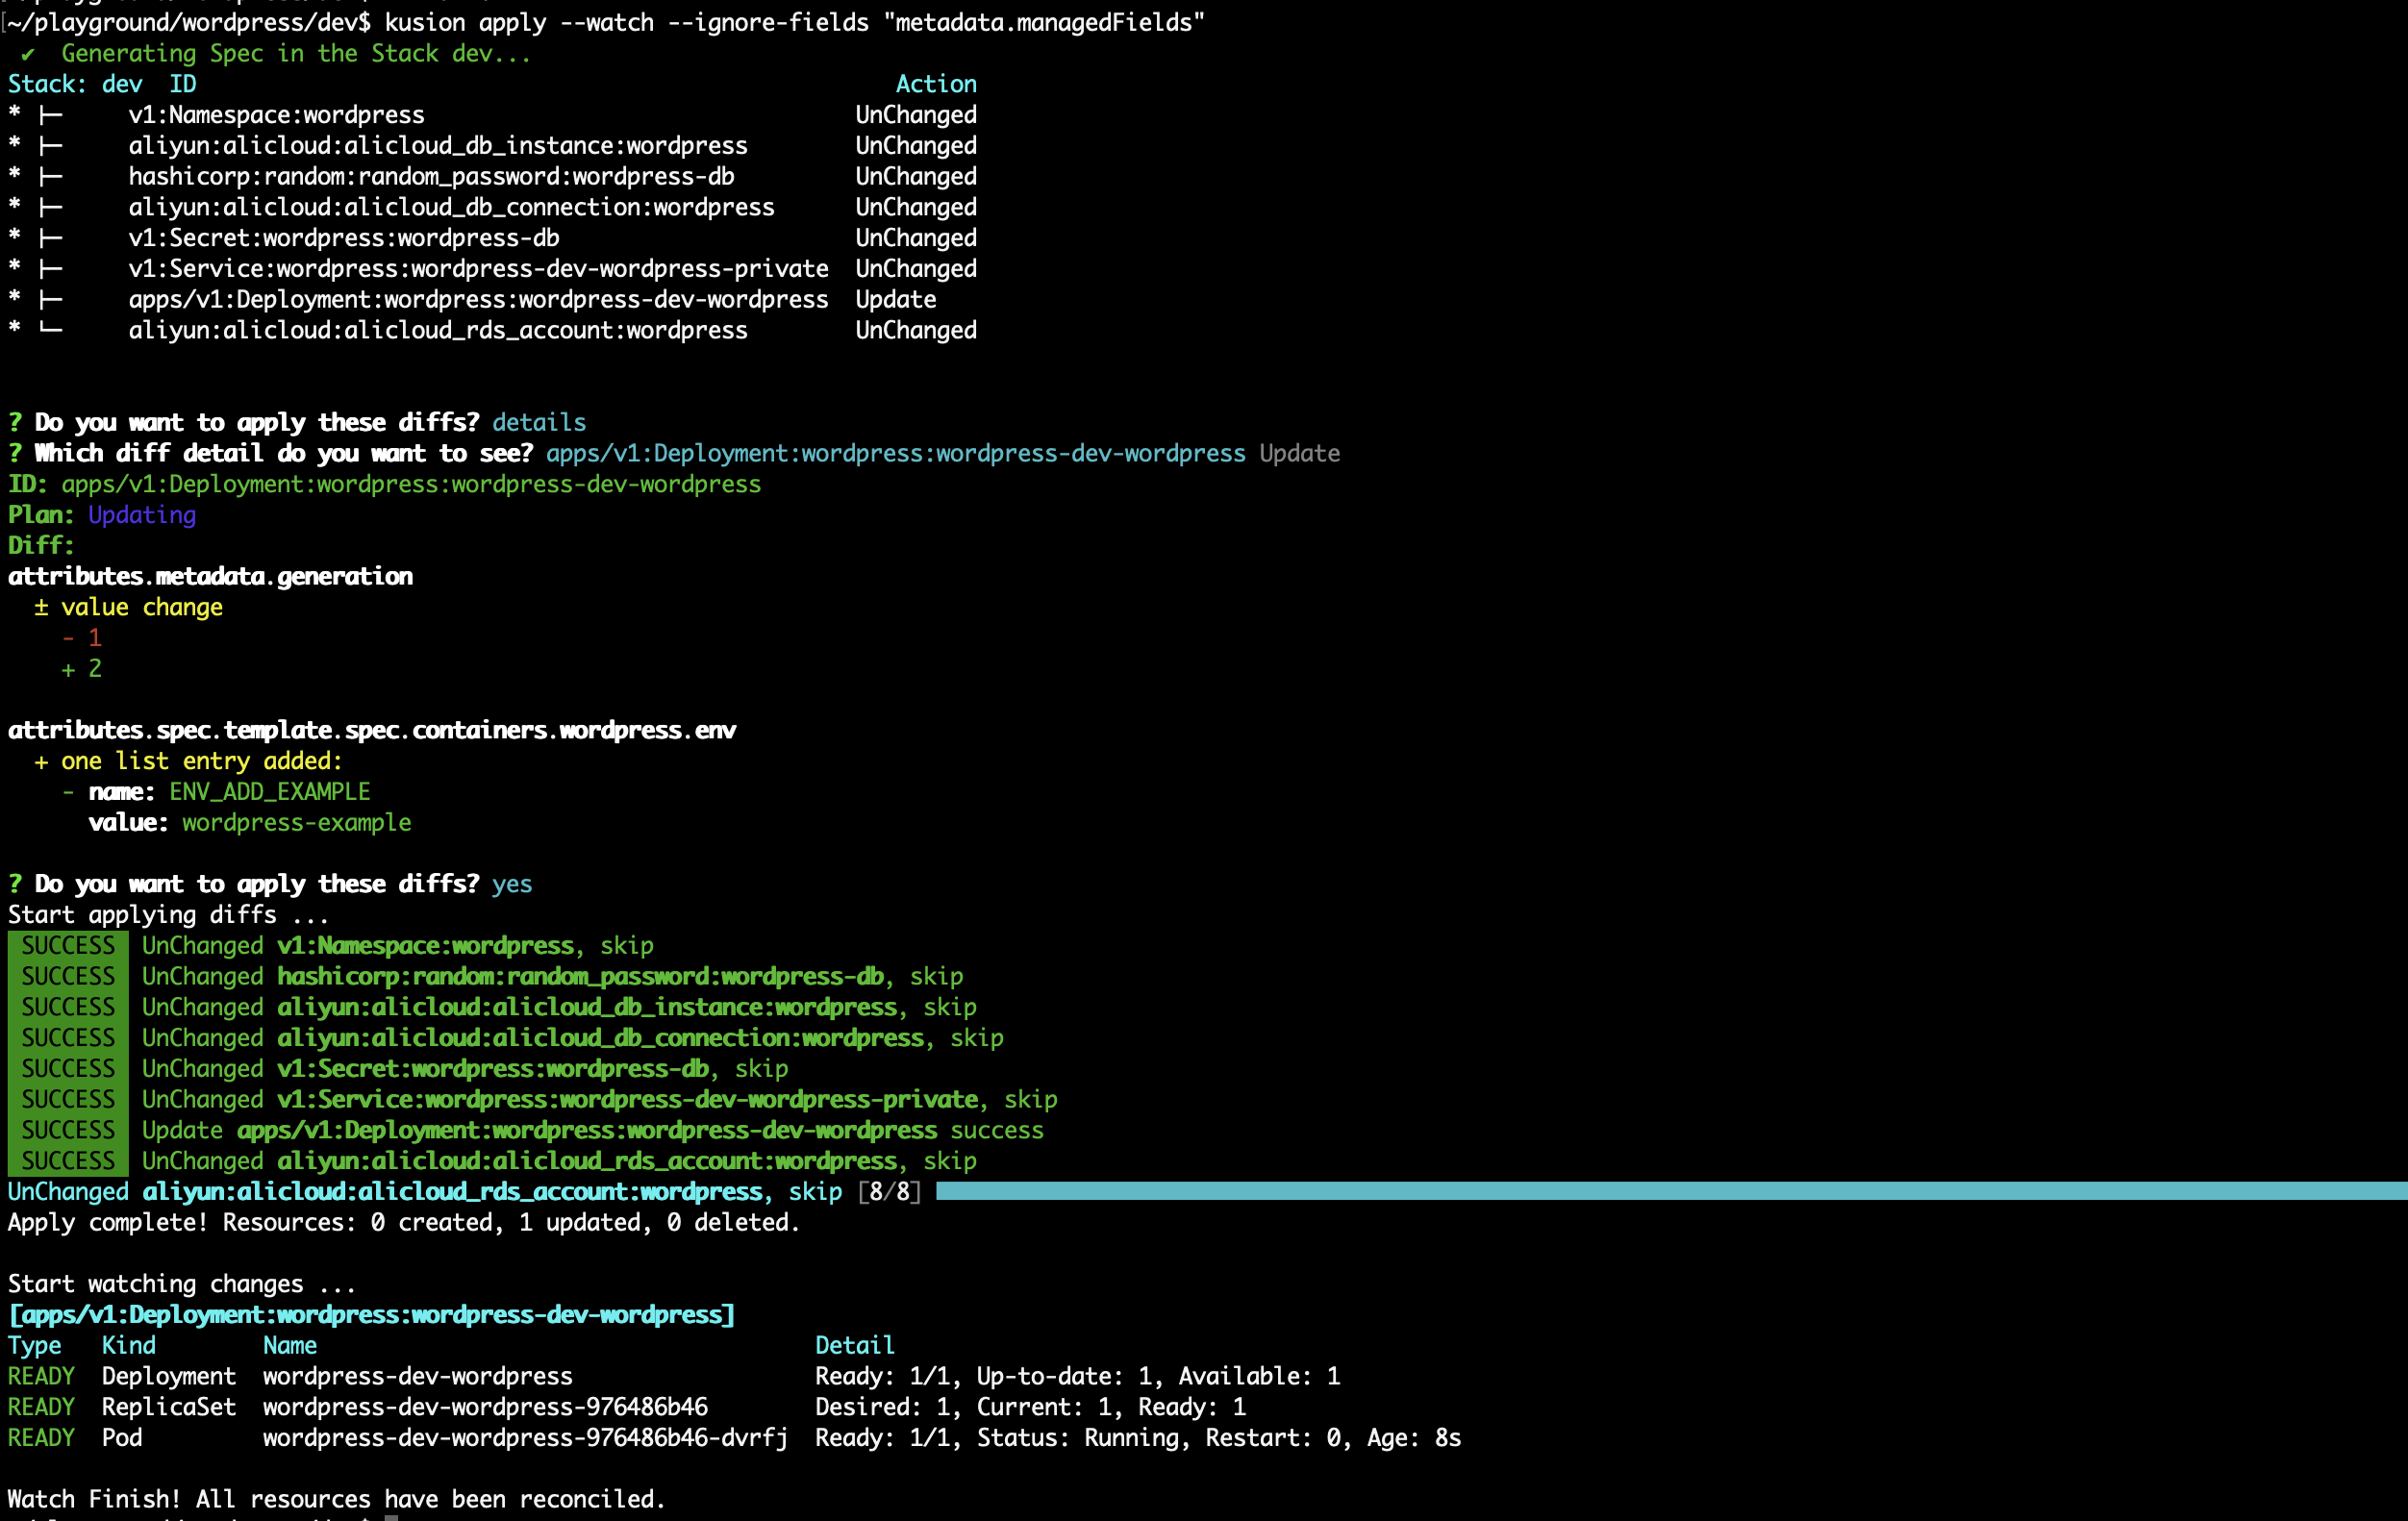 [~/playground/wordpress/dev$ kusion apply --watch --ignore-fields "metadata.managedFields"
✔ Generating Spec in the Stack dev...
Stack: dev  ID  Action
* ├─ v1:Namespace:wordpress  UnChanged
* ├─ aliyun:alicloud:alicloud_db_instance:wordpress  UnChanged
* ├─ hashicorp:random:random_password:wordpress-db  UnChanged
* ├─ aliyun:alicloud:alicloud_db_connection:wordpress  UnChanged
* ├─ v1:Secret:wordpress:wordpress-db  UnChanged
* ├─ v1:Service:wordpress:wordpress-dev-wordpress-private  UnChanged
* ├─ apps/v1:Deployment:wordpress:wordpress-dev-wordpress  Update
* └─ aliyun:alicloud:alicloud_rds_account:wordpress  UnChanged
? Do you want to apply these diffs? details
? Which diff detail do you want to see? apps/v1:Deployment:wordpress:wordpress-dev-wordpress Update
ID: apps/v1:Deployment:wordpress:wordpress-dev-wordpress
Plan: Updating
Diff:
attributes.metadata.generation
± value change
- 1
+ 2
attributes.spec.template.spec.containers.wordpress.env
+ one list entry added:
- name: ENV_ADD_EXAMPLE
value: wordpress-example
? Do you want to apply these diffs? yes
Start applying diffs ...
SUCCESS UnChanged v1:Namespace:wordpress, skip
SUCCESS UnChanged hashicorp:random:random_password:wordpress-db, skip
SUCCESS UnChanged aliyun:alicloud:alicloud_db_instance:wordpress, skip
SUCCESS UnChanged aliyun:alicloud:alicloud_db_connection:wordpress, skip
SUCCESS UnChanged v1:Secret:wordpress:wordpress-db, skip
SUCCESS UnChanged v1:Service:wordpress:wordpress-dev-wordpress-private, skip
SUCCESS Update apps/v1:Deployment:wordpress:wordpress-dev-wordpress success
SUCCESS UnChanged aliyun:alicloud:alicloud_rds_account:wordpress, skip
UnChanged aliyun:alicloud:alicloud_rds_account:wordpress, skip [8/8]
Apply complete! Resources: 0 created, 1 updated, 0 deleted.
Start watching changes ...
[apps/v1:Deployment:wordpress:wordpress-dev-wordpress]
Type  Kind  Name  Detail
READY  Deployment  wordpress-dev-wordpress  Ready: 1/1, Up-to-date: 1, Available: 1
READY  ReplicaSet  wordpress-dev-wordpress-976486b46  Desired: 1, Current: 1, Ready: 1
READY  Pod  wordpress-dev-wordpress-976486b46-dvrfj  Ready: 1/1, Status: Running, Restart: 0, Age: 8s
Watch Finish! All resources have been reconciled.